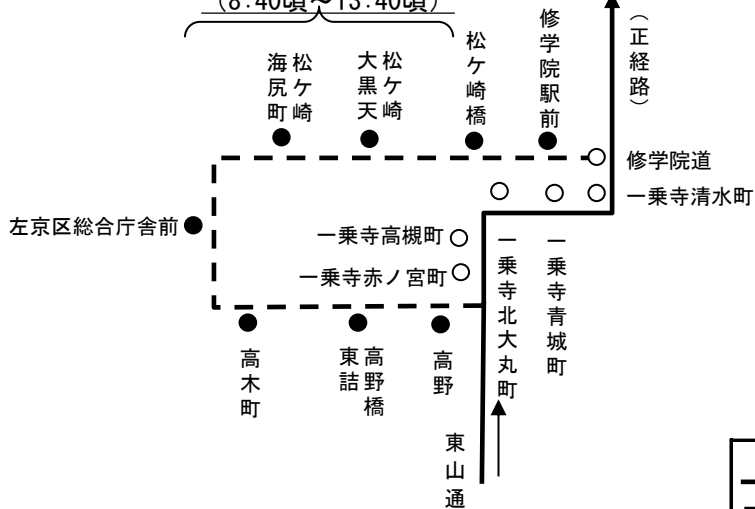 (8:40頃～13:40頃)
(正経路)
修学院駅前
松ケ崎橋
松ケ崎
大黒天
松ケ崎
海尻町
修学院道
一乗寺清水町
左京区総合庁舎前
一乗寺高槻町
一乗寺赤ノ宮町
一乗寺青城町
一乗寺北大丸町
高野
高野橋
東詰
高木町
東山通